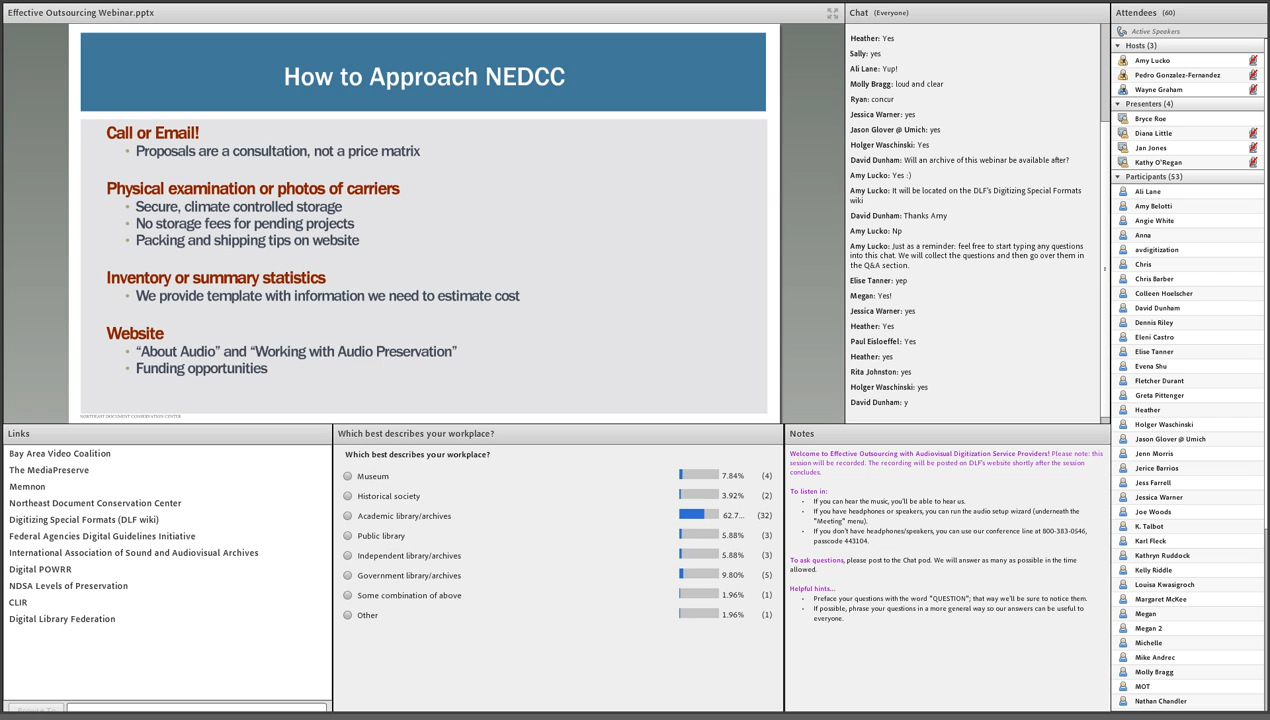 Effective Outsourcing Webinar.pptx
How to Approach NEDCC
Call or Email!
• Proposals are a consultation, not a price matrix
Physical examination or photos of carriers
• Secure, climate controlled storage
• No storage fees for pending projects
• Packing and shipping tips on website
Inventory or summary statistics
• We provide template with information we need to estimate cost
Website
• “About Audio” and “Working with Audio Preservation”
• Funding opportunities
NORTHEAST DOCUMENT CONSERVATION CENTER
Chat (Everyone)
Heather: Yes
Sally: yes
Ali Lane: Yup!
Molly Bragg: loud and clear
Ryan: concur
Jessica Warner: yes
Jason Glover @ Umich: yes
Holger Waschinski: Yes
David Dunham: Will an archive of this webinar be available after?
Amy Lucko: Yes :)
Amy Lucko: It will be located on the DLF's Digitizing Special Formats
wiki
David Dunham: Thanks Amy
Amy Lucko: Np
Amy Lucko: Just as a reminder: feel free to start typing any questions
into this chat. We will collect the questions and then go over them in
the Q&A section.
Elise Tanner: yep
Megan: Yes!
Jessica Warner: yes
Heather: Yes
Paul Eisloeffel: Yes
Heather: yes
Rita Johnston: yes
Holger Waschinski: yes
David Dunham: y
Attendees (60)
Active Speakers
Hosts (3)
Amy Lucko
Pedro Gonzalez-Fernandez
Wayne Graham
Presenters (4)
Bryce Roe
Diana Little
Jan Jones
Kathy O'Regan
Participants (53)
Ali Lane
Amy Belotti
Angie White
Anna
avdigitization
Chris
Chris Barber
Colleen Hoelscher
David Dunham
Dennis Riley
Eleni Castro
Elise Tanner
Evena Shu
Fletcher Durant
Greta Pittenger
Heather
Holger Waschinski
Jason Glover @ Umich
Jenn Morris
Jerice Barrios
Jess Farrell
Jessica Warner
Joe Woods
K. Talbot
Karl Fleck
Kathryn Ruddock
Kelly Riddle
Louisa Kwasigroch
Margaret McKee
Megan
Megan 2
Michelle
Mike Andrec
Molly Bragg
MOT
Nathan Chandler
Links
Bay Area Video Coalition
The MediaPreserve
Memnon
Northeast Document Conservation Center
Digitizing Special Formats (DLF wiki)
Federal Agencies Digital Guidelines Initiative
International Association of Sound and Audiovisual Archives
Digital POWRR
NDSA Levels of Preservation
CLIR
Digital Library Federation
Browse To
Which best describes your workplace?
Which best describes your workplace?
Museum 7.84% (4)
Historical society 3.92% (2)
Academic library/archives 62.7... (32)
Public library 5.88% (3)
Independent library/archives 5.88% (3)
Government library/archives 9.80% (5)
Some combination of above 1.96% (1)
Other 1.96% (1)
Notes
Welcome to Effective Outsourcing with Audiovisual Digitization Service Providers! Please note: this
session will be recorded. The recording will be posted on DLF's website shortly after the session
concludes.
To listen in:
• If you can hear the music, you'll be able to hear us.
• If you have headphones or speakers, you can run the audio setup wizard (underneath the
"Meeting" menu).
• If you don't have headphones/speakers, you can use our conference line at 800-383-0546,
passcode 443104.
To ask questions, please post to the Chat pod. We will answer as many as possible in the time
allowed.
Helpful hints...
• Preface your questions with the word "QUESTION"; that way we'll be sure to notice them.
• If possible, phrase your questions in a more general way so our answers can be useful to
everyone.